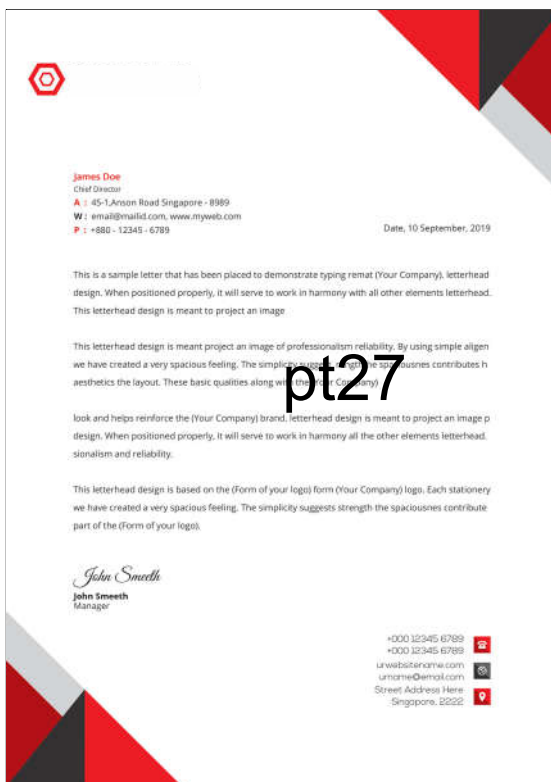 James Doe
Chief Director
A : 45-1,Anson Road Singapore - 8989
W : email@mailid.com, www.myweb.com
P : +880 - 12345 - 6789
Date, 10 September, 2019
This is a sample letter that has been placed to demonstrate typing remat (Your Company). letterhead
design. When positioned properly, it will serve to work in harmony with all other elements letterhead.
This letterhead design is meant to project an image
This letterhead design is meant project an image of professionalism reliability. By using simple aligen
we have created a very spacious feeling. The simplicity the spaciousnes contributes h
aesthetics the layout. These basic qualities along with the (Your Company)
pt27
look and helps reinforce the (Your Company) brand. letterhead design is meant to project an image p
design. When positioned properly, it will serve to work in harmony all the other elements letterhead.
sionalism and reliability.
This letterhead design is based on the (Form of your logo) form (Your Company) logo. Each stationery
we have created a very spacious feeling. The simplicity suggests strength the spaciousnes contribute
part of the (Form of your logo).
John Smeeth
John Smeeth
Manager
+000 12345 6789
+000 12345 6789
urwebsitename.com
urname@email.com
Street Address Here
Singapore, 2222